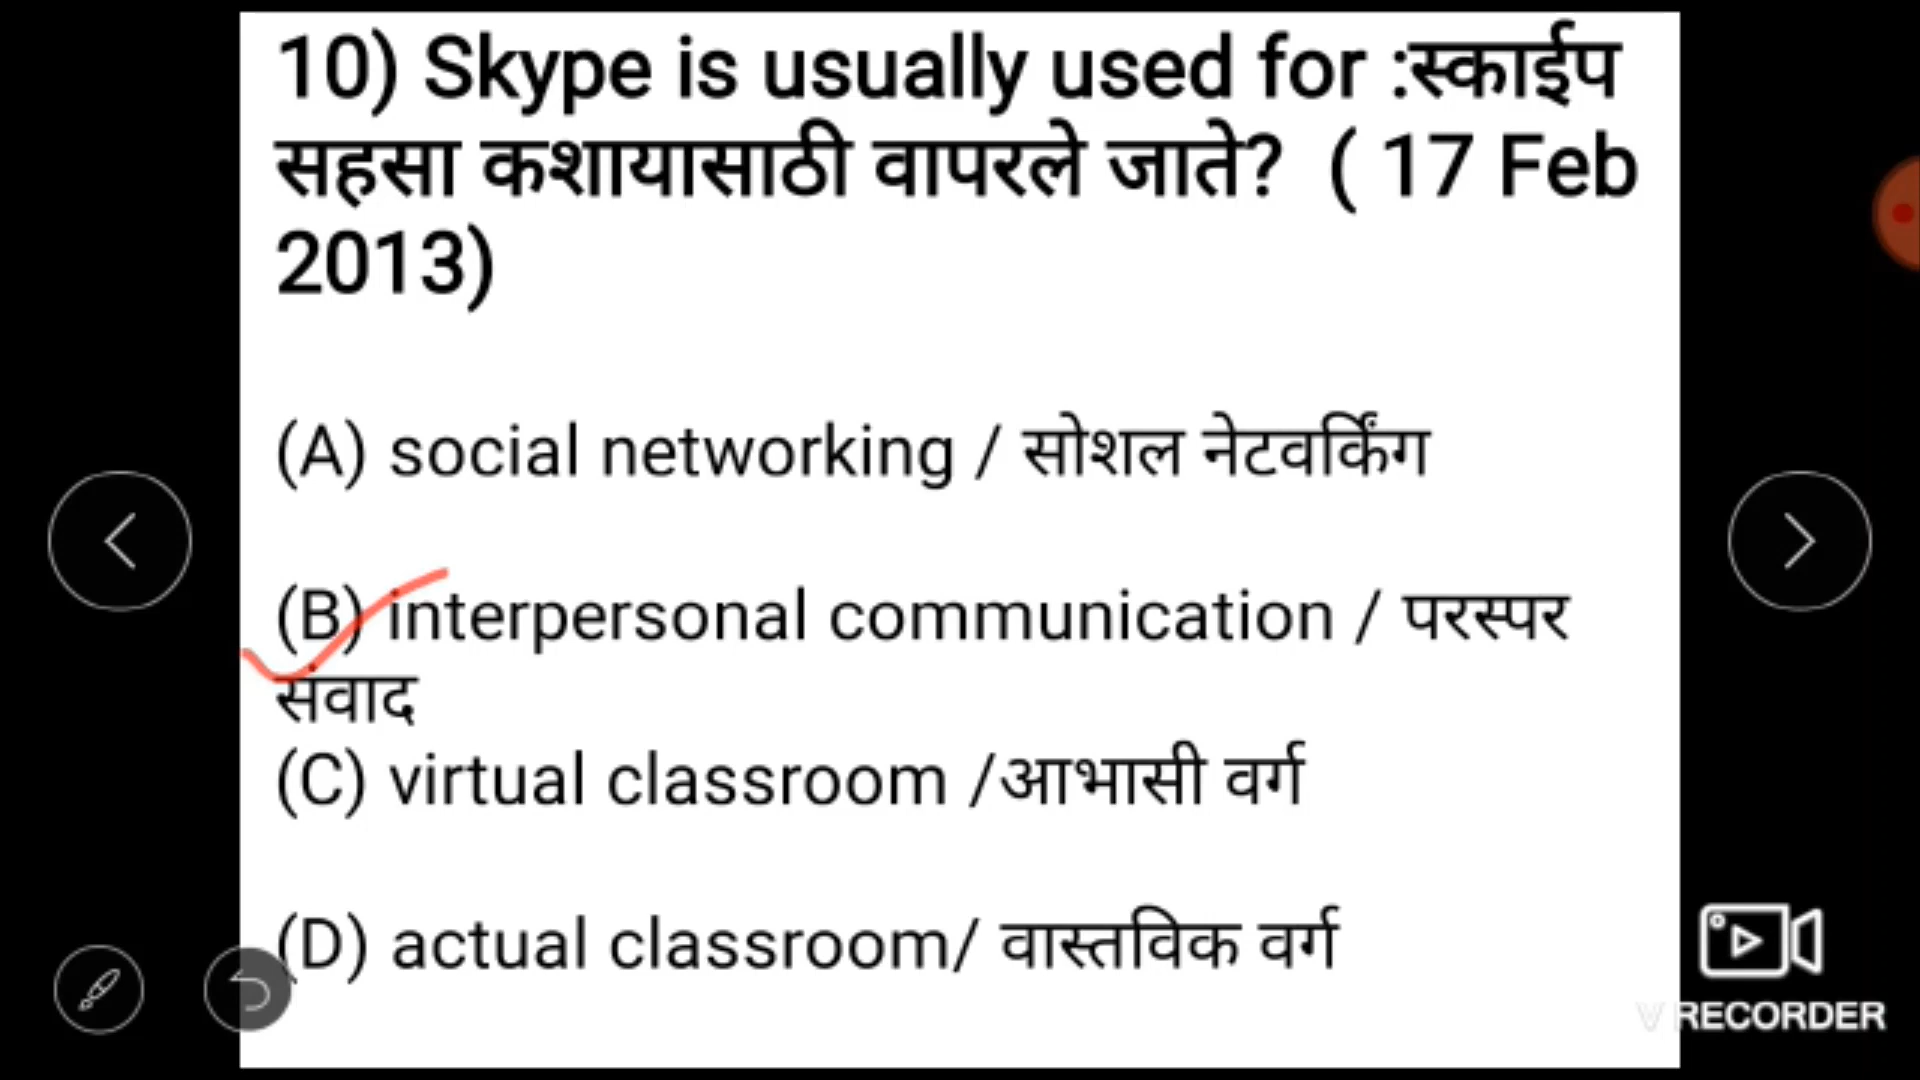 10) Skype is usually used for :स्काईप
सहसा कशायासाठी वापरले जाते? ( 17 Feb
2013)
(A) social networking / सोशल नेटवर्किंग
(B) interpersonal communication / परस्पर
संवाद
(C) virtual classroom /आभासी वर्ग
(D) actual classroom/ वास्तविक वर्ग
V RECORDER